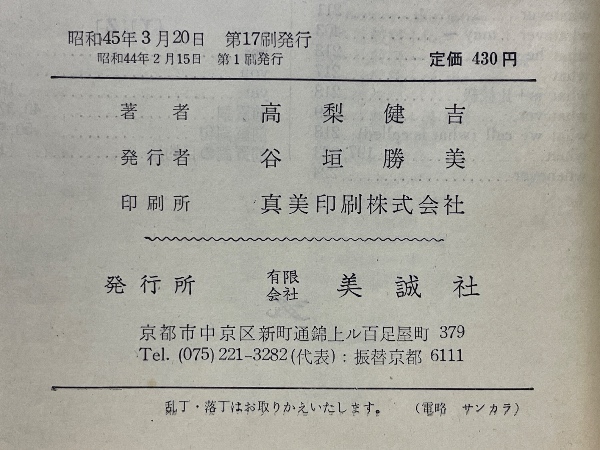 昭和45年3月20日 第17刷発行
昭和44年2月15日 第1刷発行 定価 430円
著者 高梨健吉
発行者 谷垣勝美
印刷所 真美印刷株式会社
発行所 有限会社 美誠社
京都市中京区新町通錦上ル百足屋町 379
Tel. (075) 221-3282 (代表) : 振替京都 6111
乱丁・落丁はお取りかえいたします。 (電略 サンカラ)